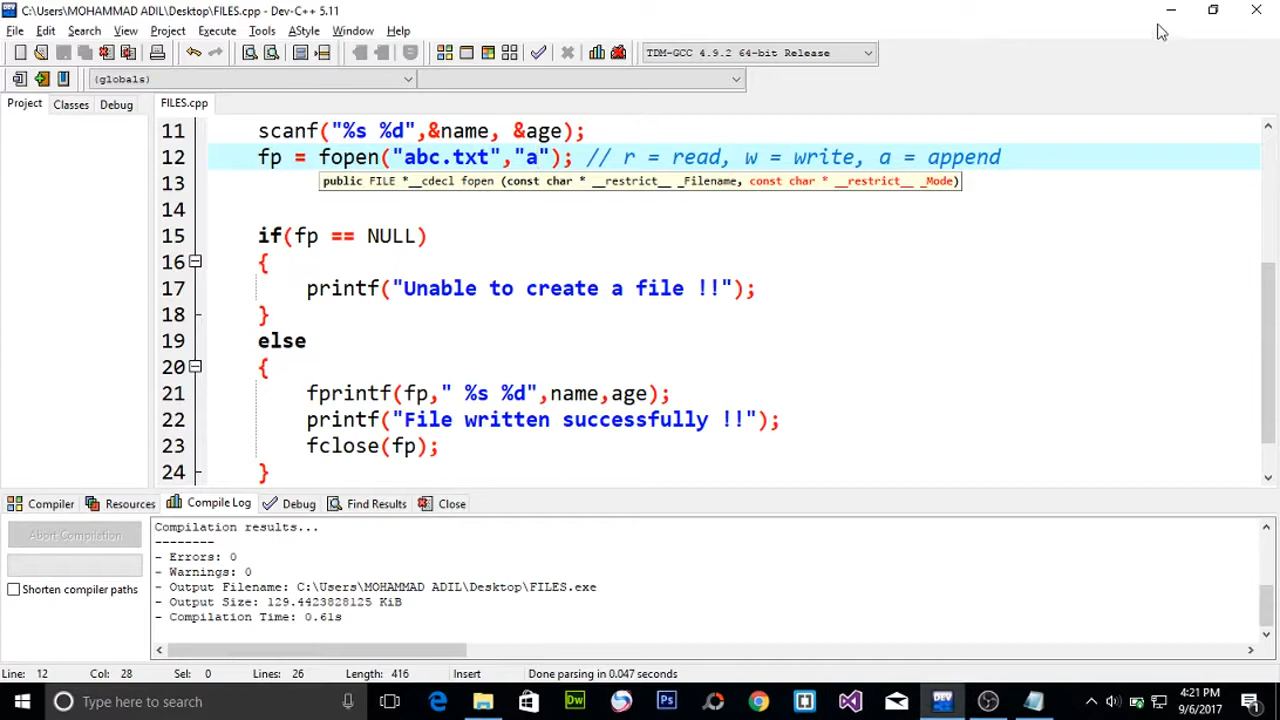 C:\Users\MOHAMMAD ADIL\Desktop\FILES.cpp - Dev-C++ 5.11
File Edit Search View Project Execute Tools AStyle Window Help
TDM-GCC 4.9.2 64-bit Release
(globals)
Project Classes Debug FILES.cpp
11 scanf("%s %d",&name, &age);
12 fp = fopen("abc.txt","a"); // r = read, w = write, a = append
13 public FILE *__cdecl fopen (const char * __restrict__ _Filename, const char * __restrict__ _Mode)
14
15 if(fp == NULL)
16 {
17 printf("Unable to create a file !!");
18 }
19 else
20 {
21 fprintf(fp," %s %d",name,age);
22 printf("File written successfully !!");
23 fclose(fp);
24 }
Compiler Resources Compile Log Debug Find Results Close
Abort Compilation
Shorten compiler paths
Compilation results...
--------
- Errors: 0
- Warnings: 0
- Output Filename: C:\Users\MOHAMMAD ADIL\Desktop\FILES.exe
- Output Size: 129.4423828125 KiB
- Compilation Time: 0.61s
Line: 12 Col: 28 Sel: 0 Lines: 26 Length: 416 Insert Done parsing in 0.047 seconds
Type here to search
Dw
Ps
DEV
4:21 PM
9/6/2017
1